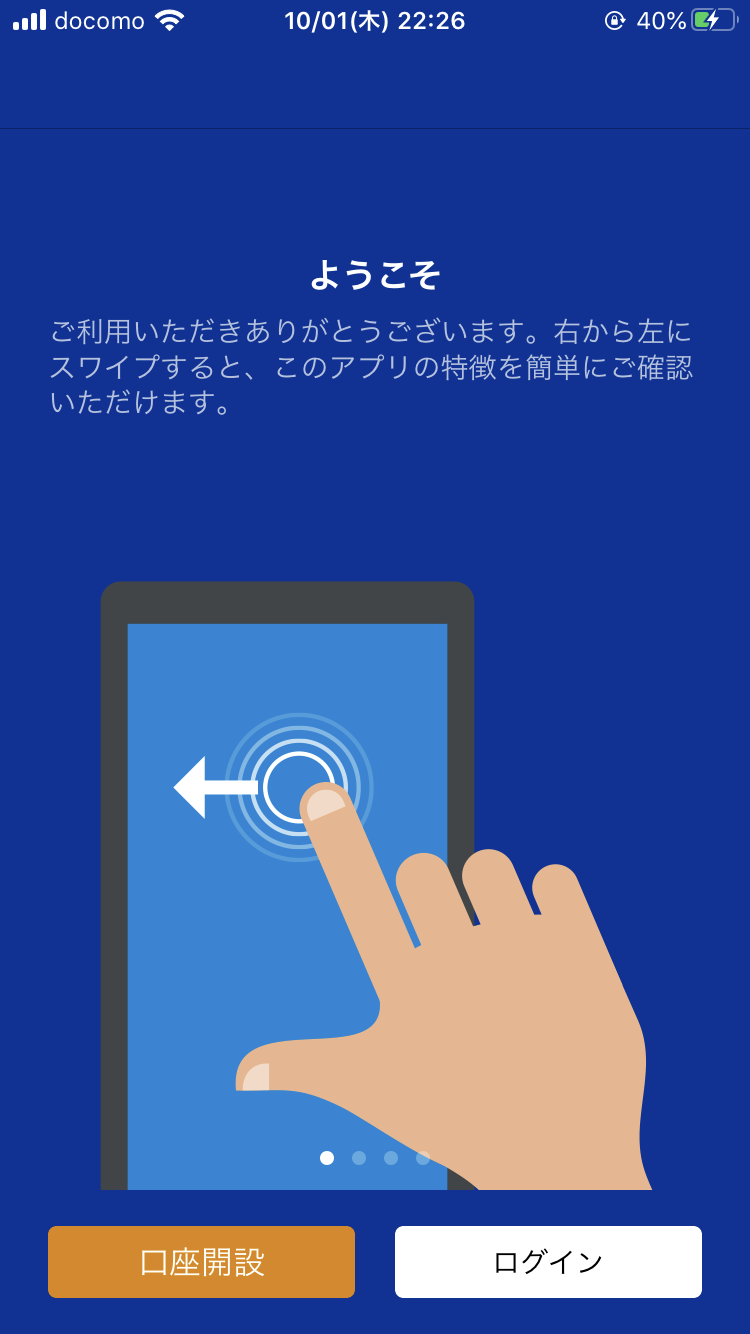 docomo 10/01(木) 22:26 40%
ようこそ
ご利用いただきありがとうございます。右から左に
スワイプすると、このアプリの特徴を簡単にご確認
いただけます。
口座開設 ログイン